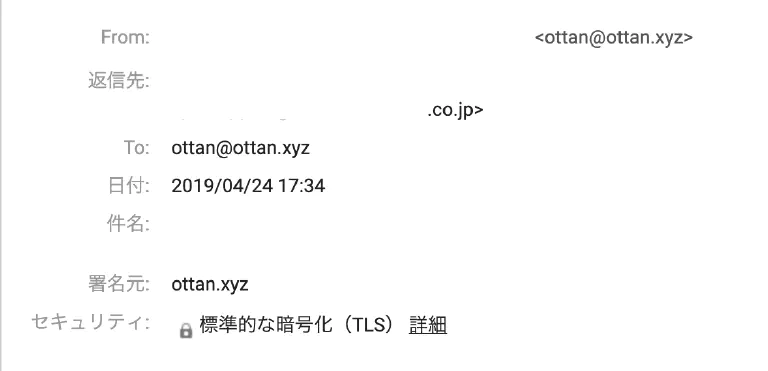 From: <ottan@ottan.xyz>
返信先:
.co.jp>
To: ottan@ottan.xyz
日付: 2019/04/24 17:34
件名:
署名元: ottan.xyz
セキュリティ: 標準的な暗号化（TLS） 詳細